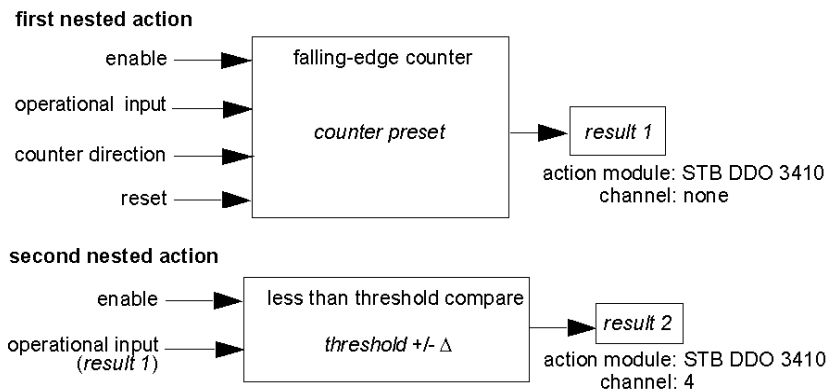 first nested action
enable
falling-edge counter
operational input
counter preset
result 1
counter direction
action module: STB DDO 3410
channel: none
reset
second nested action
enable
less than threshold compare
result 2
operational input
(result 1)
threshold +/- Δ
action module: STB DDO 3410
channel: 4